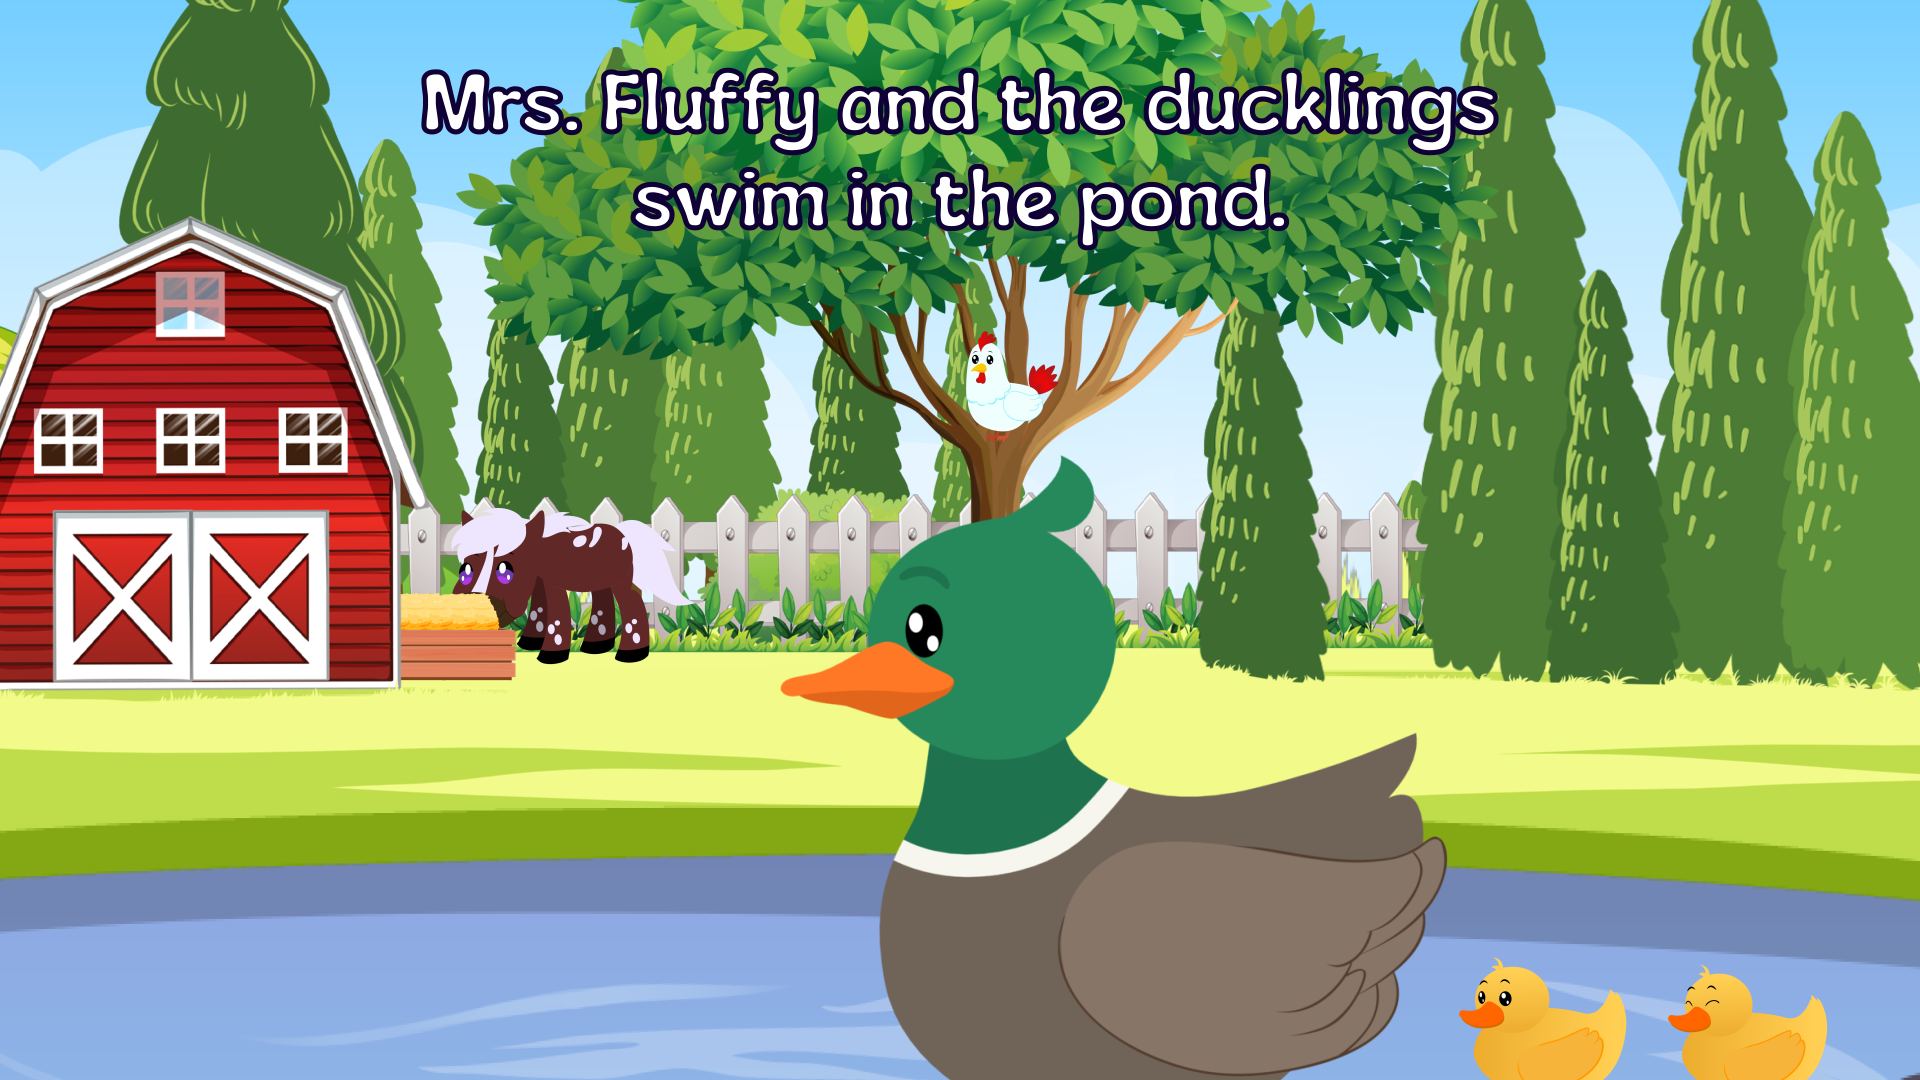 Mrs. Fluffy and the ducklings
swim in the pond.